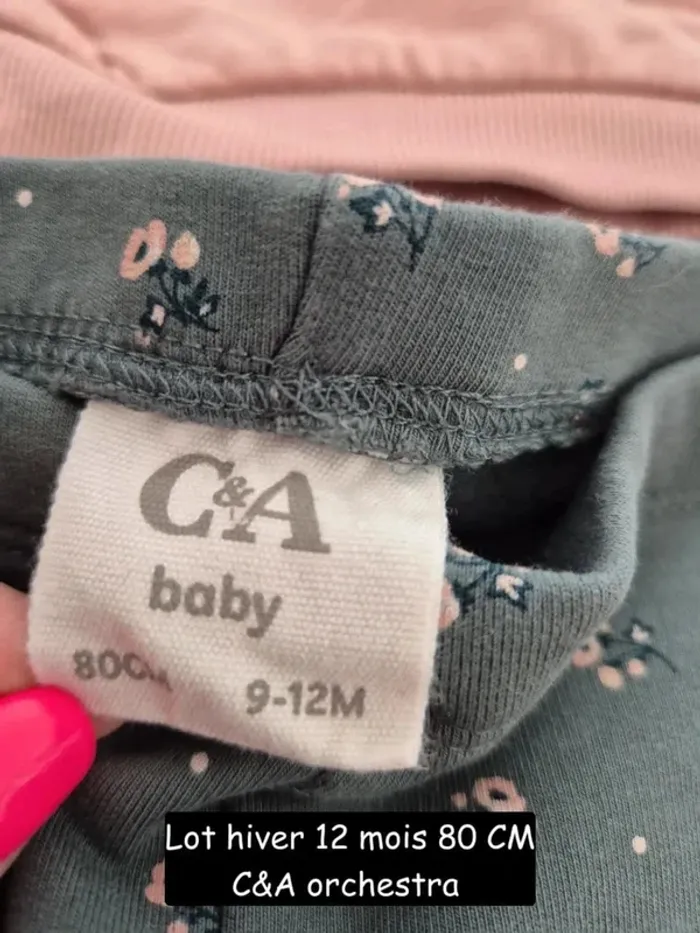 C&A
baby
80CM 9-12M
Lot hiver 12 mois 80 CM
C&A orchestra